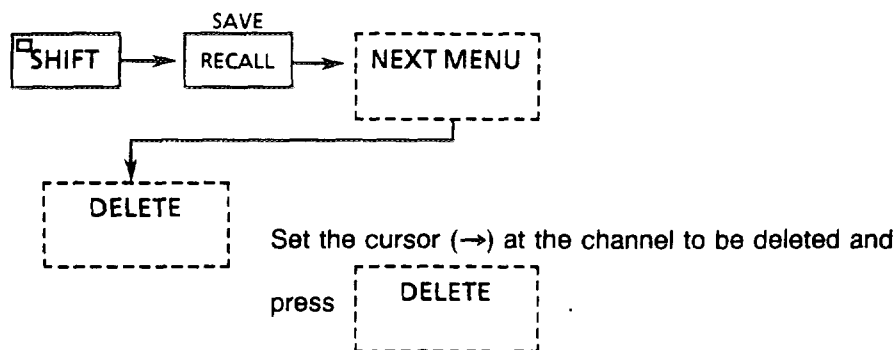 SAVE
SHIFT RECALL NEXT MENU
DELETE
Set the cursor (→) at the channel to be deleted and
press DELETE .